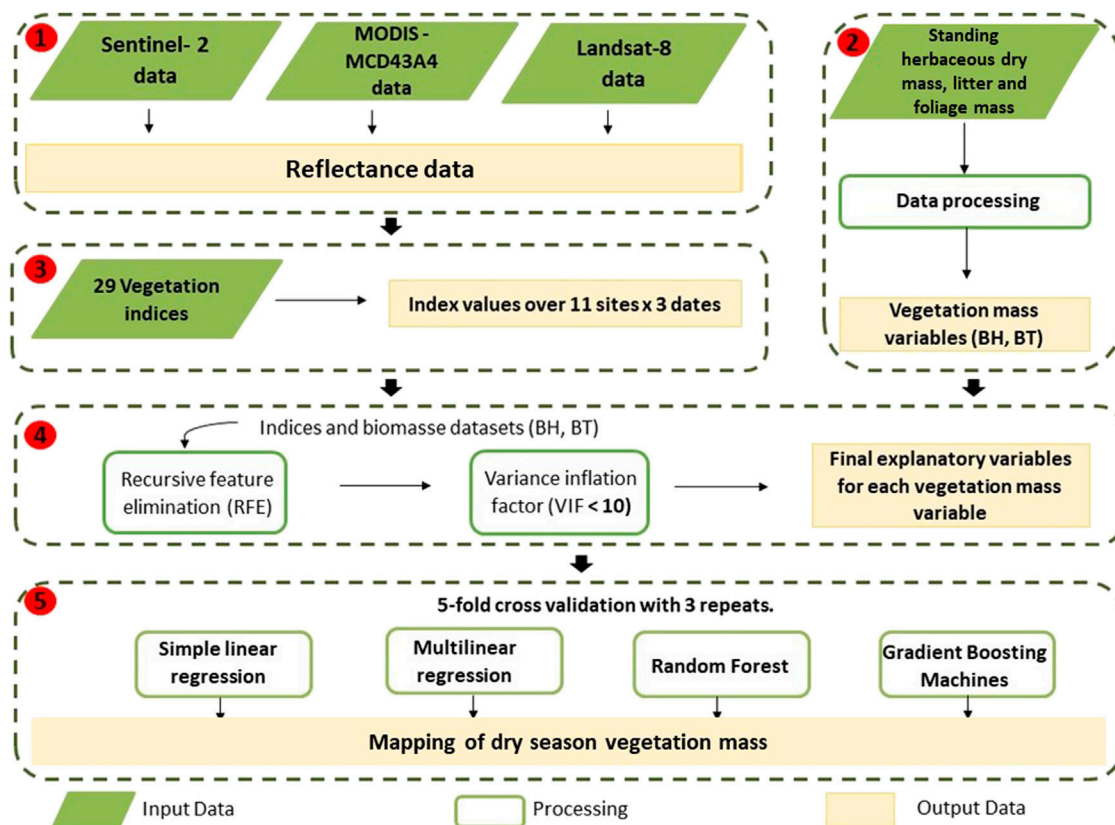 1
Sentinel- 2
data
MODIS -
MCD43A4
data
Landsat-8
data
Reflectance data
2
Standing
herbaceous dry
mass, litter and
foliage mass
Data processing
Vegetation mass
variables (BH, BT)
3
29 Vegetation
indices
Index values over 11 sites x 3 dates
4
Indices and biomasse datasets (BH, BT)
Recursive feature
elimination (RFE)
Variance inflation
factor (VIF < 10)
Final explanatory variables
for each vegetation mass
variable
5
5-fold cross validation with 3 repeats.
Simple linear
regression
Multilinear
regression
Random Forest
Gradient Boosting
Machines
Mapping of dry season vegetation mass
Input Data
Processing
Output Data